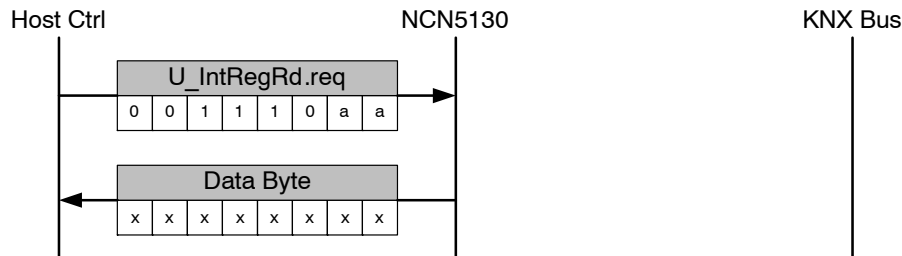 Host Ctrl NCN5130 KNX Bus
U_IntRegRd.req
0 0 1 1 1 0 a a
Data Byte
x x x x x x x x